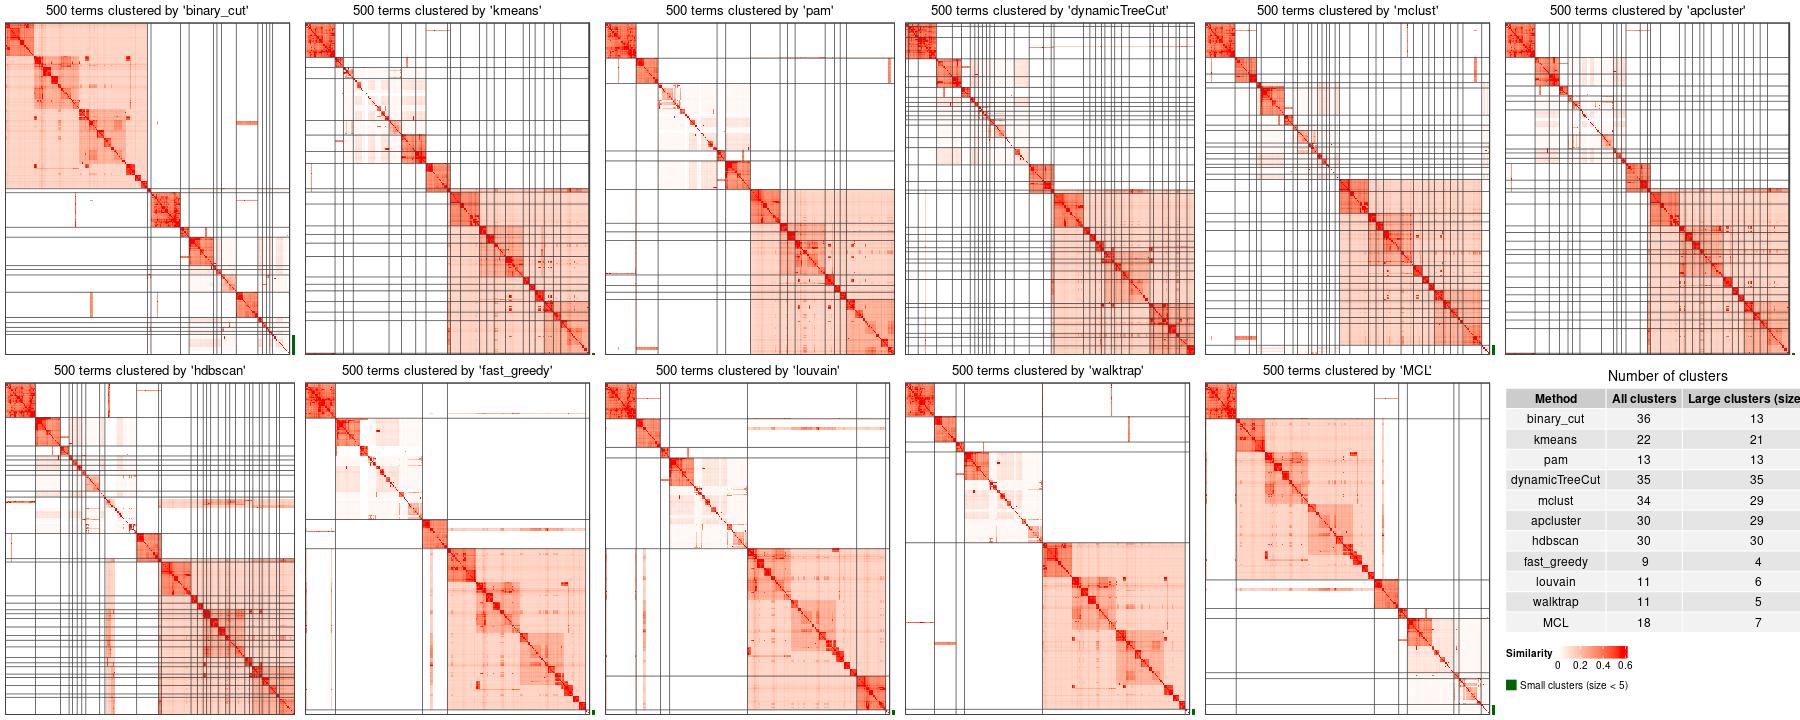 500 terms clustered by 'binary_cut'
500 terms clustered by 'kmeans'
500 terms clustered by 'pam'
500 terms clustered by 'dynamicTreeCut'
500 terms clustered by 'mclust'
500 terms clustered by 'apcluster'
500 terms clustered by 'hdbscan'
500 terms clustered by 'fast_greedy'
500 terms clustered by 'louvain'
500 terms clustered by 'walktrap'
500 terms clustered by 'MCL'
Number of clusters
Method All clusters Large clusters (size
binary_cut 36 13
kmeans 22 21
pam 13 13
dynamicTreeCut 35 35
mclust 34 29
apcluster 30 29
hdbscan 30 30
fast_greedy 9 4
louvain 11 6
walktrap 11 5
MCL 18 7
Similarity
0 0.2 0.4 0.6
Small clusters (size < 5)